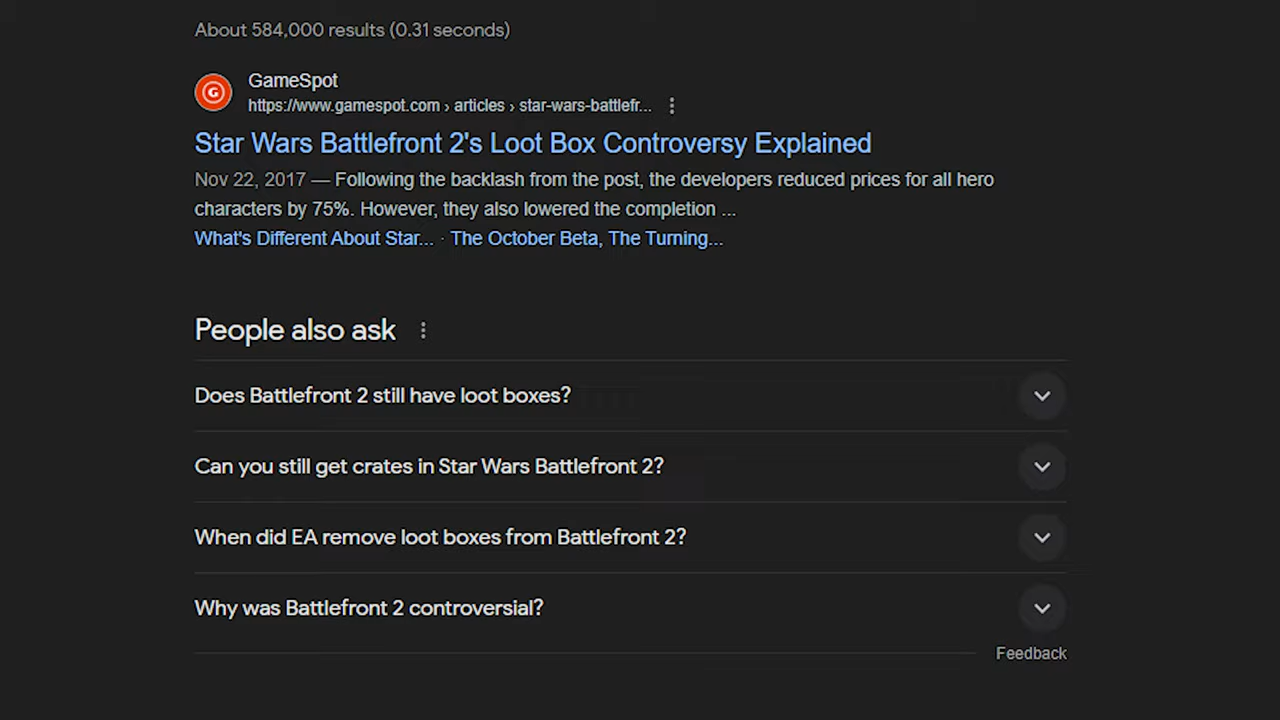 About 584,000 results (0.31 seconds)
G
GameSpot
https://www.gamespot.com › articles › star-wars-battlefr...
Star Wars Battlefront 2's Loot Box Controversy Explained
Nov 22, 2017 — Following the backlash from the post, the developers reduced prices for all hero
characters by 75%. However, they also lowered the completion ...
What's Different About Star... · The October Beta, The Turning...
People also ask
Does Battlefront 2 still have loot boxes?
Can you still get crates in Star Wars Battlefront 2?
When did EA remove loot boxes from Battlefront 2?
Why was Battlefront 2 controversial?
Feedback